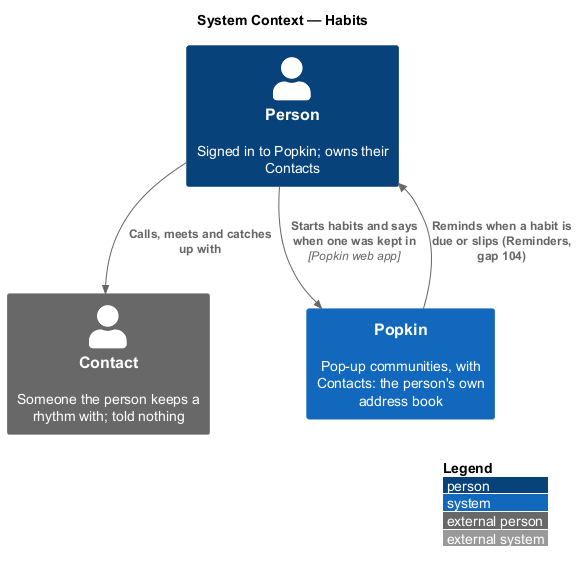 System Context — Habits
Person
Signed in to Popkin; owns their
Contacts
Calls, meets and catches
up with
Starts habits and says
when one was kept in
[Popkin web app]
Reminds when a habit is
due or slips (Reminders,
gap 104)
Contact
Someone the person keeps a
rhythm with; told nothing
Popkin
Pop-up communities, with
Contacts: the person's own
address book
Legend
person
system
external person
external system